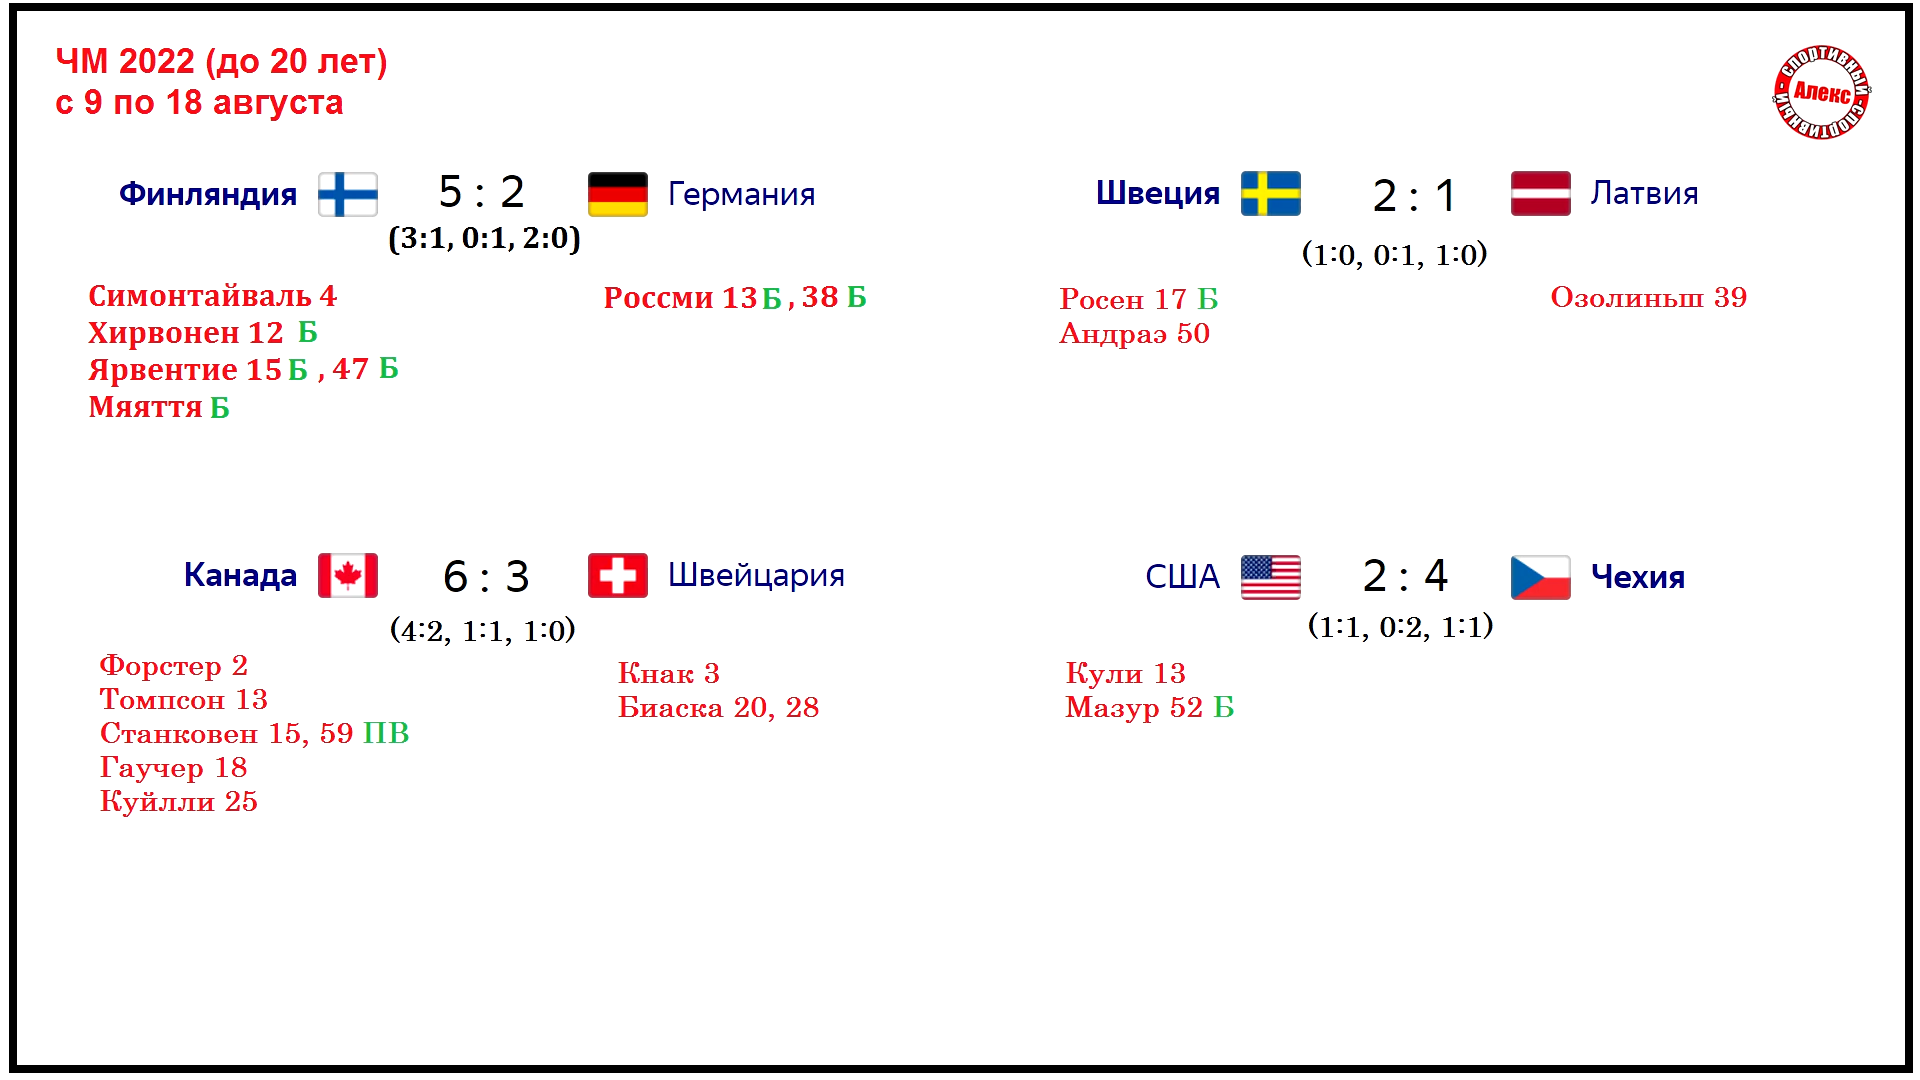 ЧМ 2022 (до 20 лет)
с 9 по 18 августа
СПОРТИВНЫЙ - СПОРТИВНЫЙ -
Алекс
Финляндия 5 : 2 Германия
(3:1, 0:1, 2:0)
Симонтайваль 4
Хирвонен 12 Б
Ярвентие 15 Б , 47 Б
Мяяття Б
Россми 13 Б , 38 Б
Швеция 2 : 1 Латвия
(1:0, 0:1, 1:0)
Росен 17 Б
Андраэ 50
Озолиньш 39
Канада 6 : 3 Швейцария
(4:2, 1:1, 1:0)
Форстер 2
Томпсон 13
Станковен 15, 59 ПВ
Гаучер 18
Куйлли 25
Кнак 3
Биаска 20, 28
США 2 : 4 Чехия
(1:1, 0:2, 1:1)
Кули 13
Мазур 52 Б